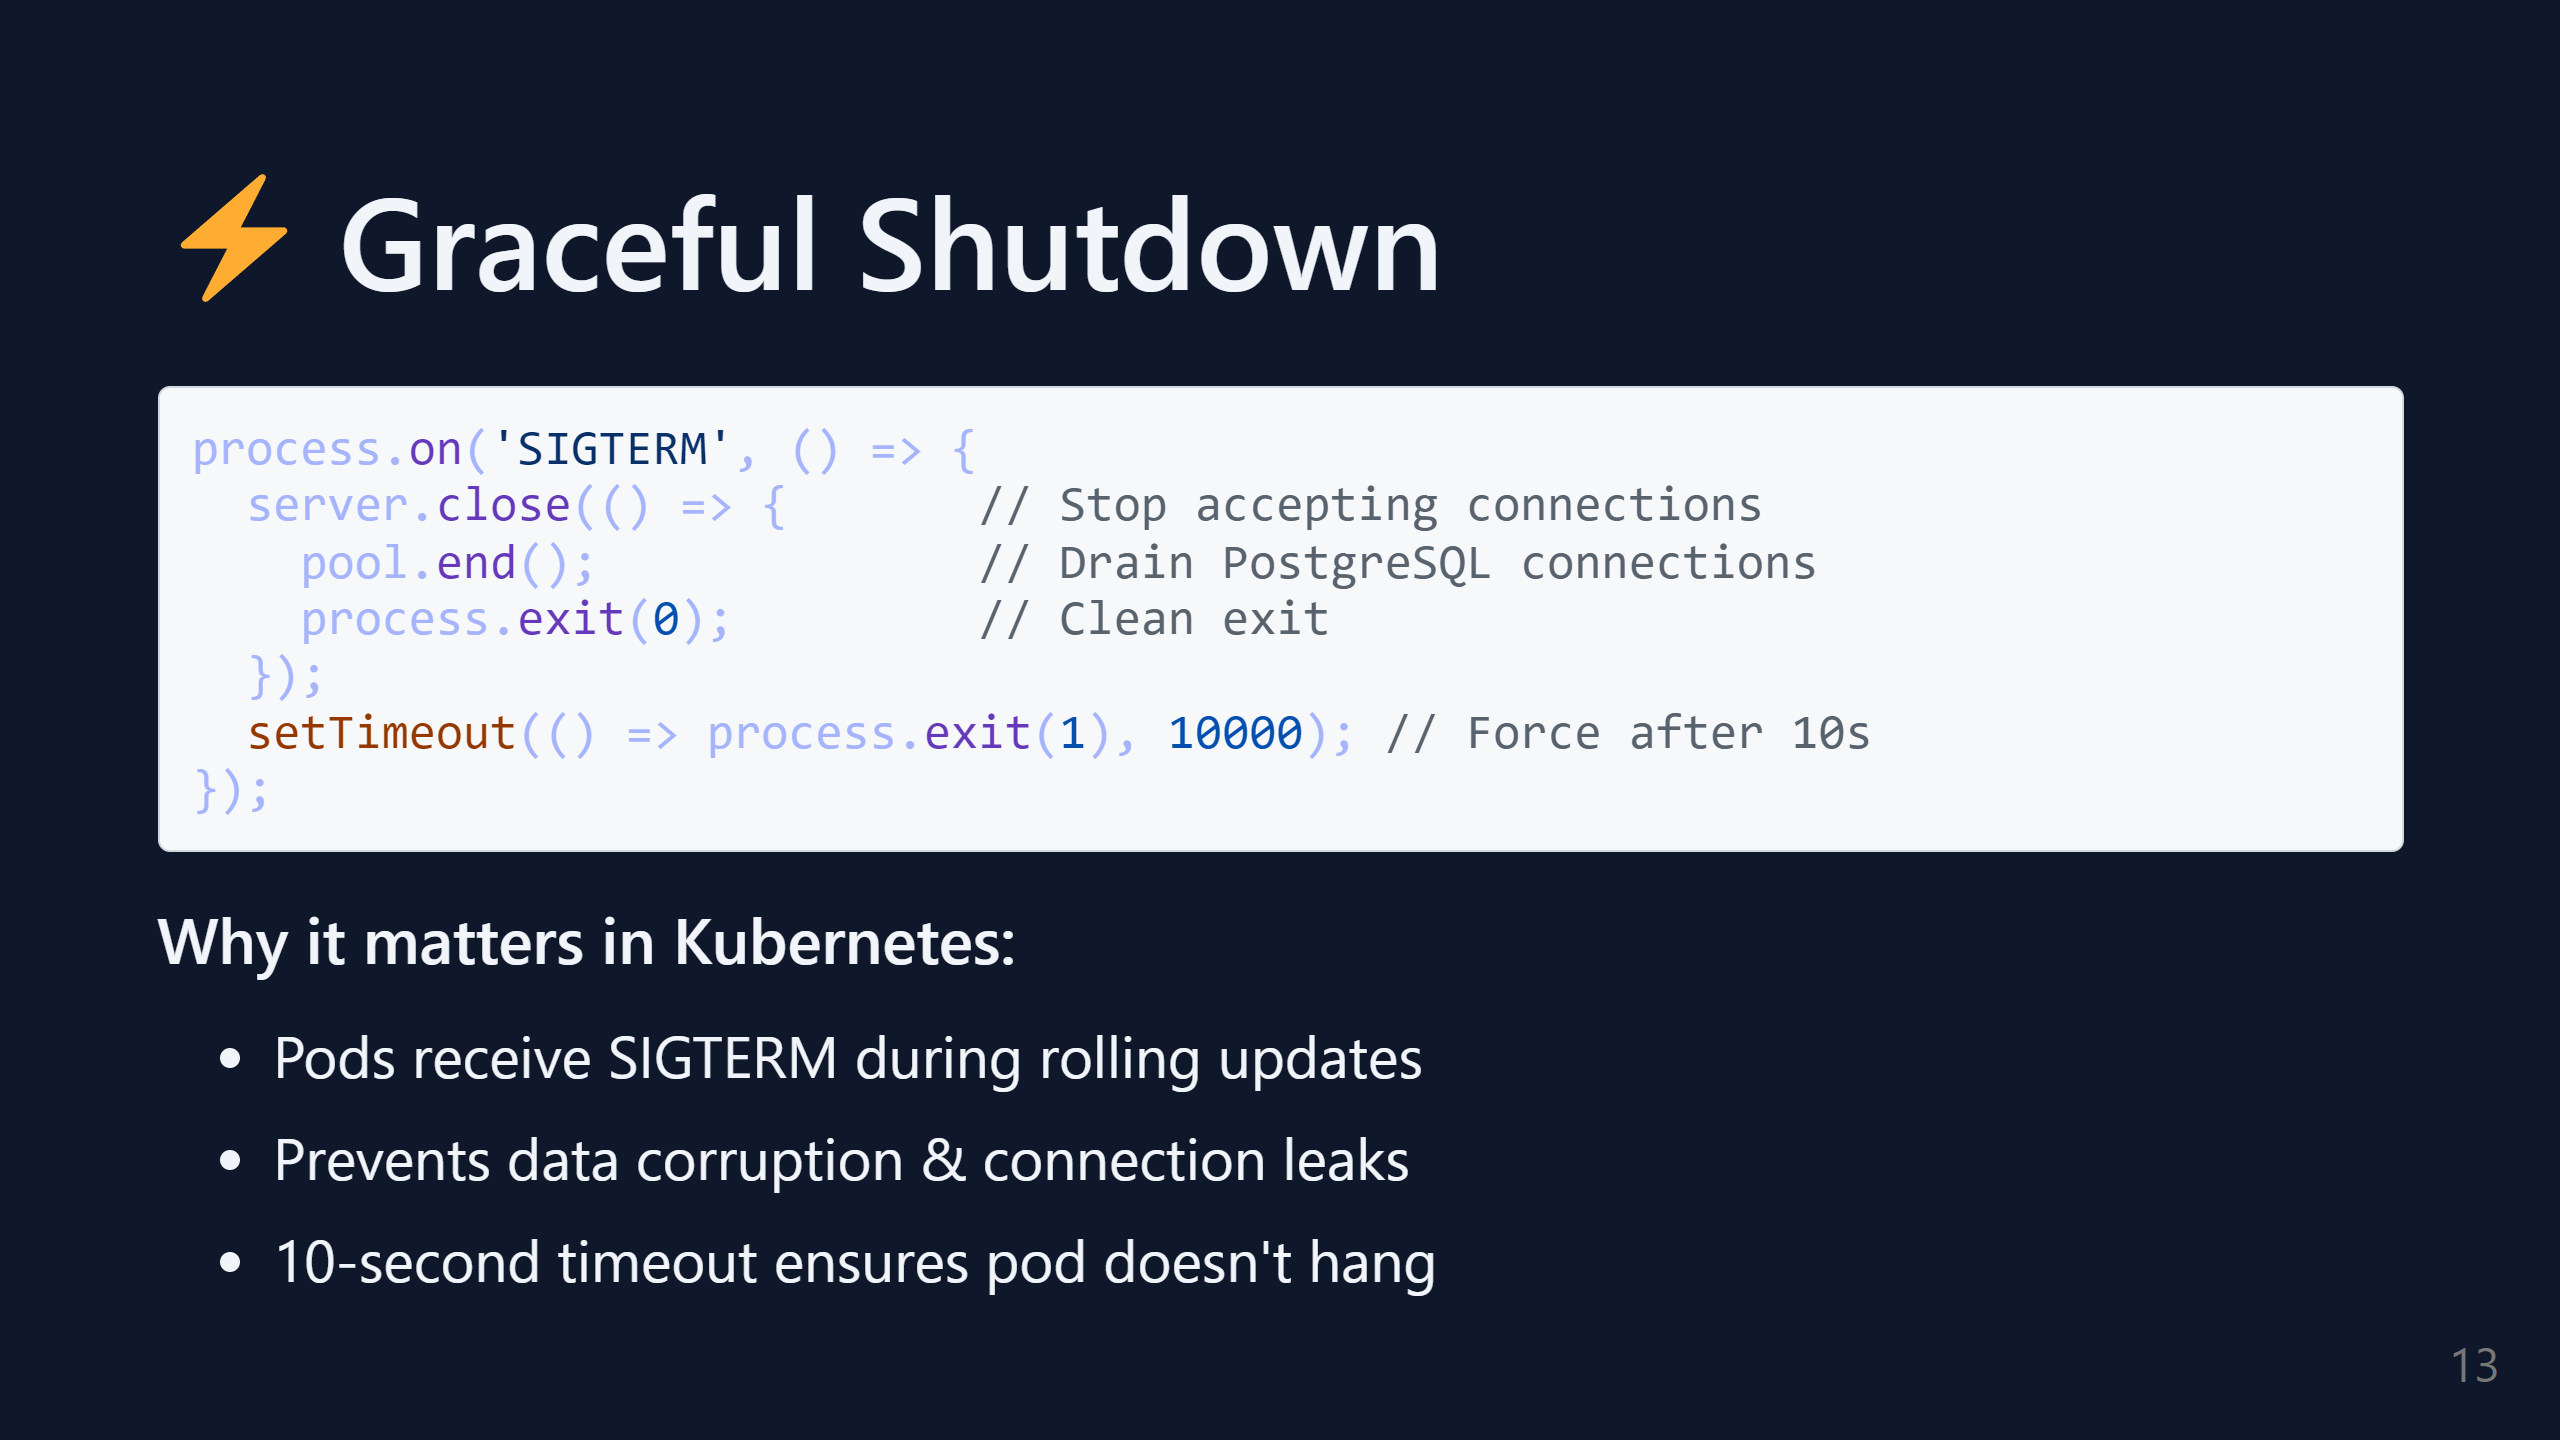 ⚡ Graceful Shutdown
process.on('SIGTERM', () => {
  server.close(() => {       // Stop accepting connections
    pool.end();              // Drain PostgreSQL connections
    process.exit(0);         // Clean exit
  });
  setTimeout(() => process.exit(1), 10000); // Force after 10s
});
Why it matters in Kubernetes:
• Pods receive SIGTERM during rolling updates
• Prevents data corruption & connection leaks
• 10-second timeout ensures pod doesn't hang
13